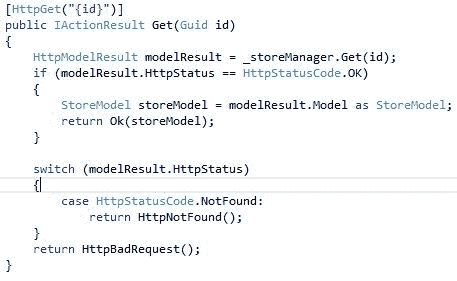 [HttpGet("{id}")]
public IActionResult Get(Guid id)
{
    HttpModelResult modelResult = _storeManager.Get(id);
    if (modelResult.HttpStatus == HttpStatusCode.OK)
    {
        StoreModel storeModel = modelResult.Model as StoreModel;
        return Ok(storeModel);
    }

    switch (modelResult.HttpStatus)
    {
        case HttpStatusCode.NotFound:
            return HttpNotFound();
    }
    return HttpBadRequest();
}